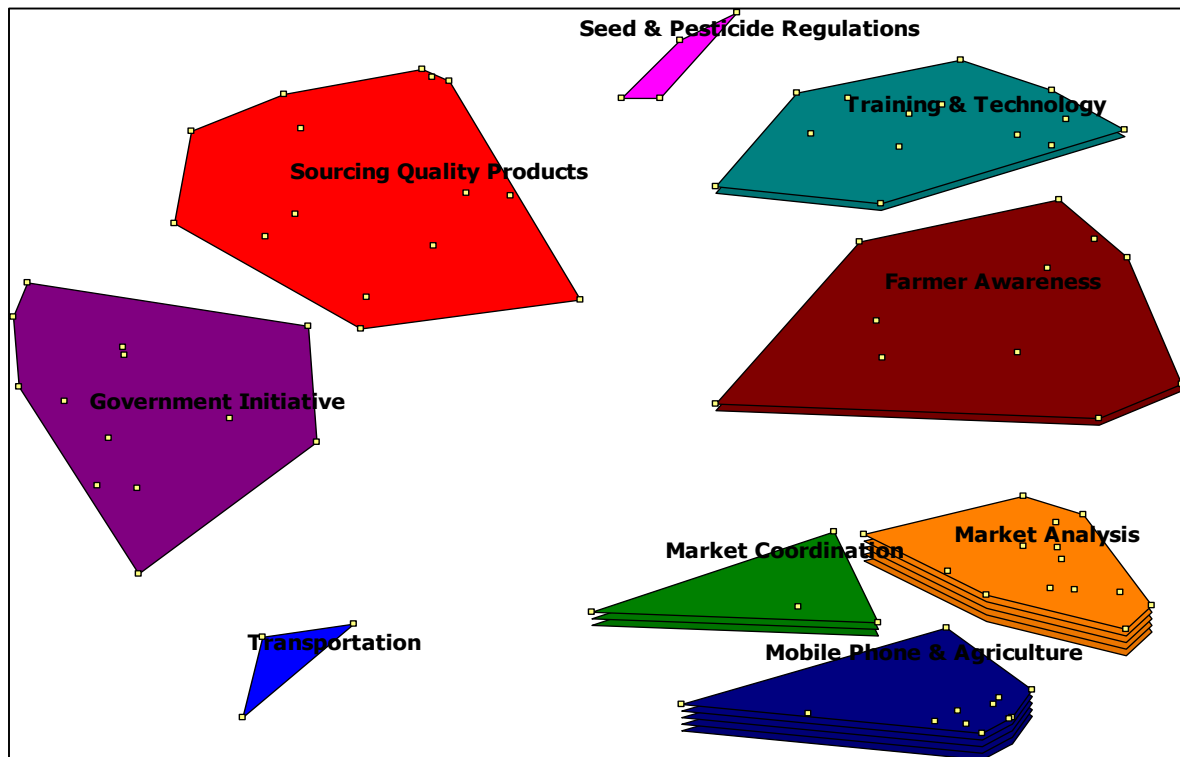 Seed & Pesticide Regulations
Training & Technology
Sourcing Quality Products
Farmer Awareness
Government Initiative
Market Analysis
Market Coordination
Transportation
Mobile Phone & Agriculture